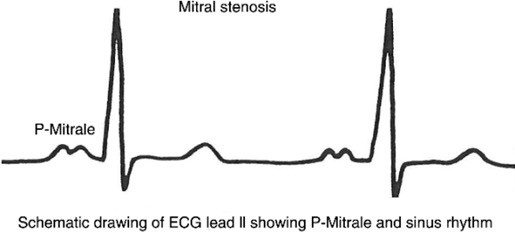 Mitral stenosis
P-Mitrale
Schematic drawing of ECG lead II showing P-Mitrale and sinus rhythm